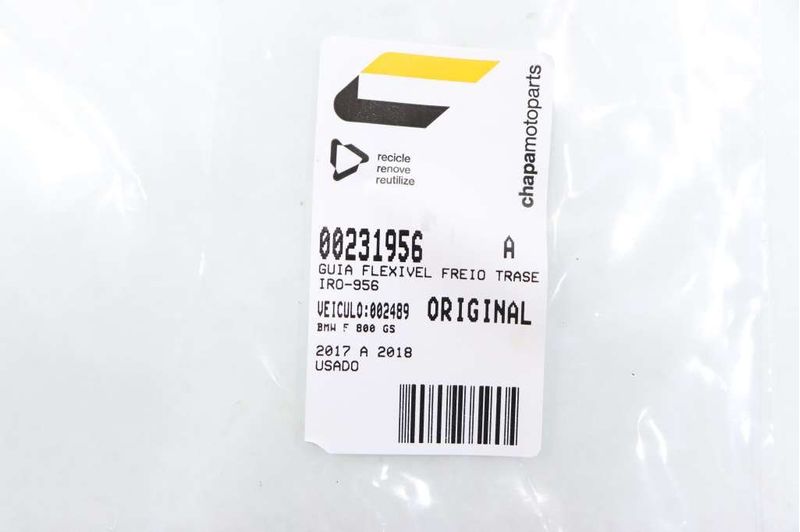 chapamotoparts
recicle
renove
reutilize
00231956 A
GUIA FLEXIVEL FREIO TRASE
IRO-956
VEICULO:002489 ORIGINAL
BMW F 800 GS
2017 A 2018
USADO